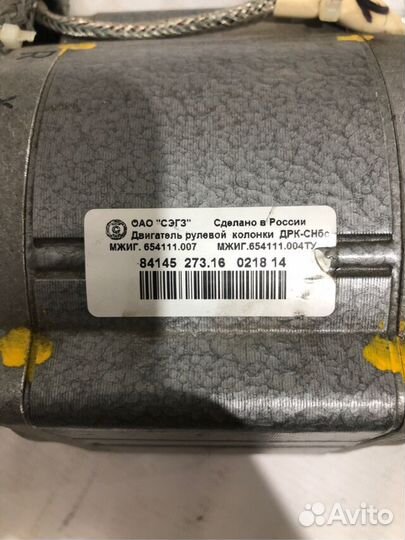 ОАО "СЭГЗ" Сделано в России
Двигатель рулевой колонки ДРК-СНбс
МЖИГ. 654111.007 МЖИГ.654111.004ТУ
84145 273.16 0218 14
Avito